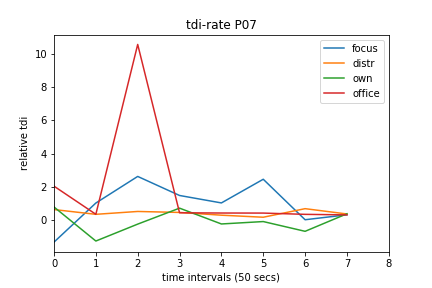 tdi-rate P07
relative tdi
10
8
6
4
2
0
focus
distr
own
office
0 1 2 3 4 5 6 7 8
time intervals (50 secs)